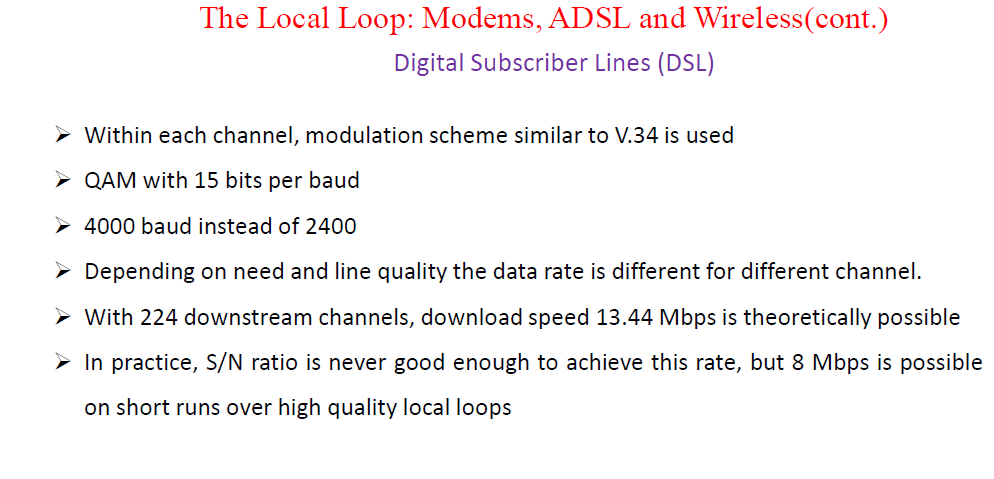 The Local Loop: Modems, ADSL and Wireless(cont.)
Digital Subscriber Lines (DSL)
➢ Within each channel, modulation scheme similar to V.34 is used
➢ QAM with 15 bits per baud
➢ 4000 baud instead of 2400
➢ Depending on need and line quality the data rate is different for different channel.
➢ With 224 downstream channels, download speed 13.44 Mbps is theoretically possible
➢ In practice, S/N ratio is never good enough to achieve this rate, but 8 Mbps is possible
on short runs over high quality local loops